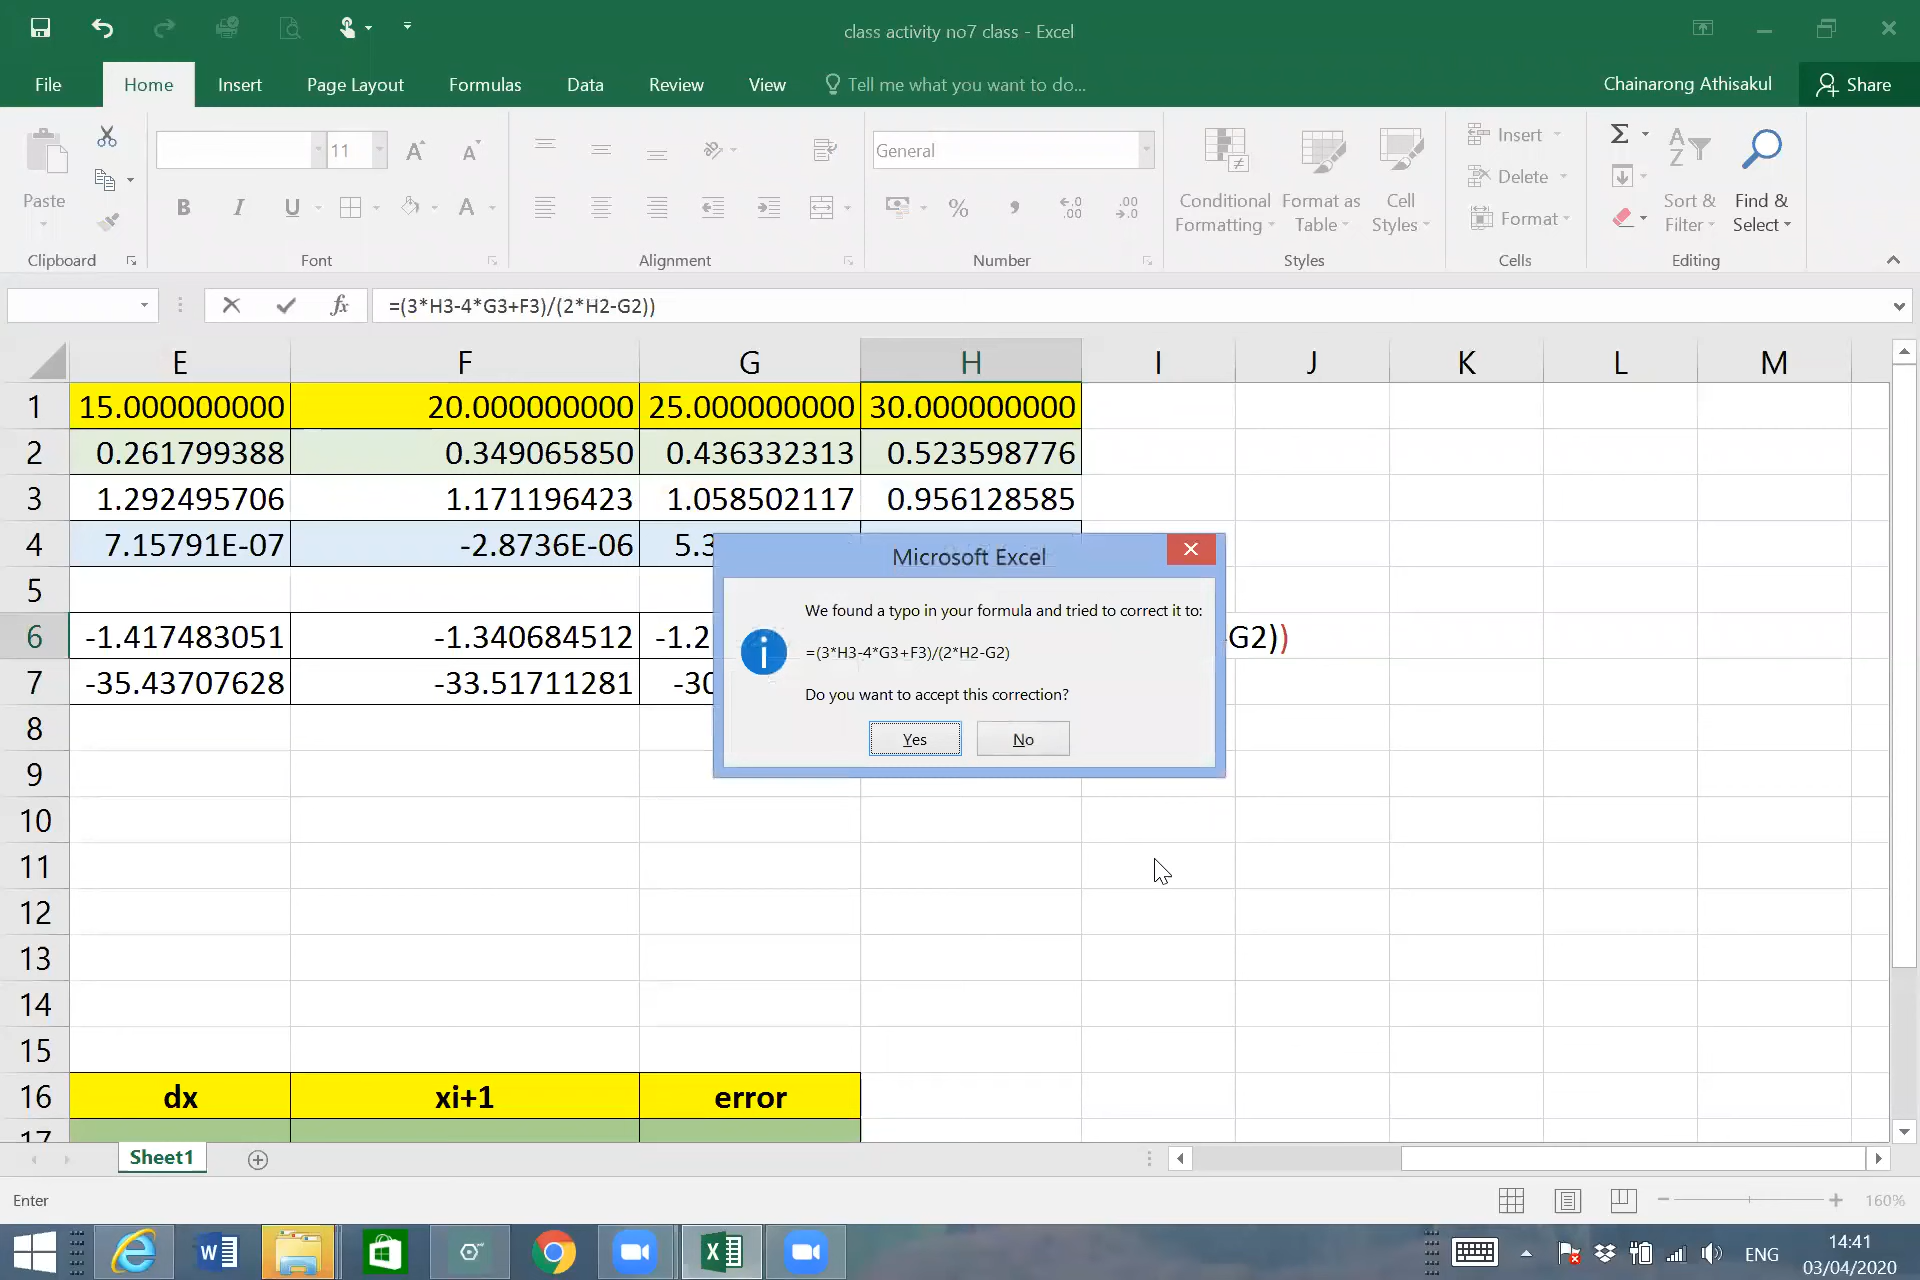 class activity no7 class - Excel
File Home Insert Page Layout Formulas Data Review View Tell me what you want to do...
Chainarong Athisakul Share
Paste
11
General
Conditional Formatting
Format as Table
Cell Styles
Insert
Delete
Format
Sort & Filter
Find & Select
Clipboard Font Alignment Number Styles Cells Editing
=(3*H3-4*G3+F3)/(2*H2-G2))
E F G H I J K L M
1 15.000000000 20.000000000 25.000000000 30.000000000
2 0.261799388 0.349065850 0.436332313 0.523598776
3 1.292495706 1.171196423 1.058502117 0.956128585
4 7.15791E-07 -2.8736E-06 5.3
5
6 -1.417483051 -1.340684512 -1.2 -G2))
7 -35.43707628 -33.51711281 -30
8
9
10
11
12
13
14
15
16 dx xi+1 error
17
Microsoft Excel
We found a typo in your formula and tried to correct it to:
=(3*H3-4*G3+F3)/(2*H2-G2)
Do you want to accept this correction?
Yes No
Sheet1
Enter
160%
ENG
14:41
03/04/2020